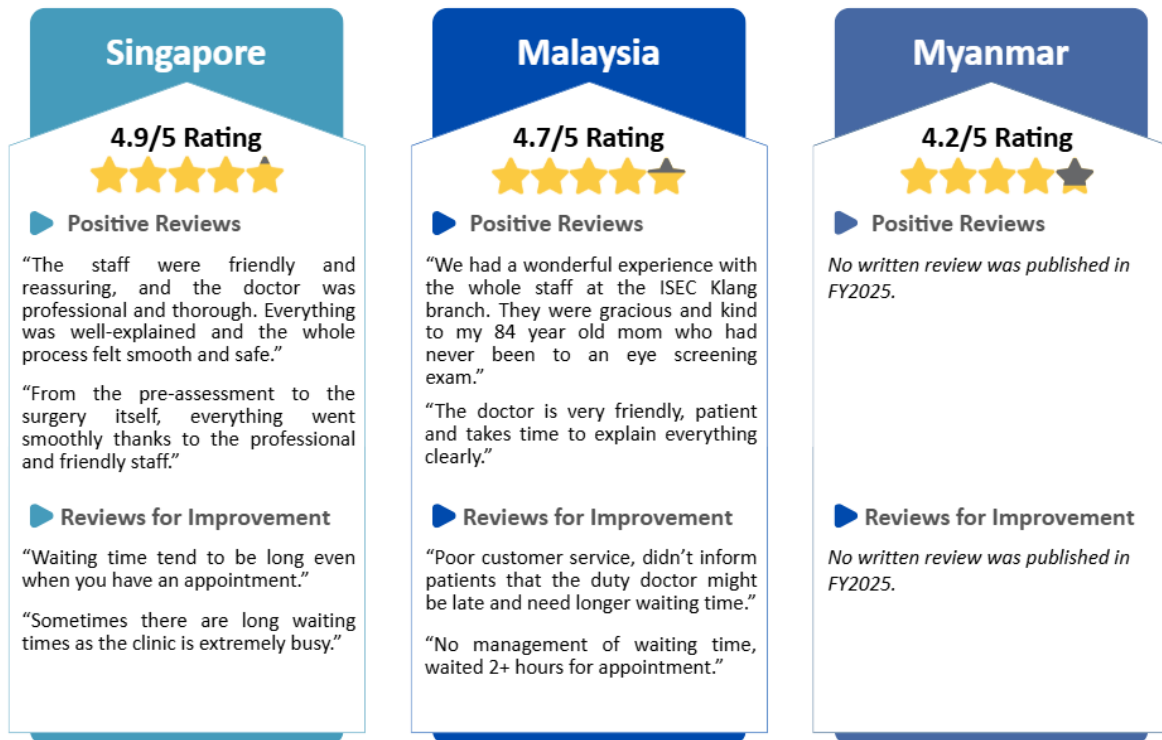 Singapore
4.9/5 Rating
Positive Reviews
“The staff were friendly and
reassuring, and the doctor was
professional and thorough. Everything
was well-explained and the whole
process felt smooth and safe.”
“From the pre-assessment to the
surgery itself, everything went
smoothly thanks to the professional
and friendly staff.”
Reviews for Improvement
“Waiting time tend to be long even
when you have an appointment.”
“Sometimes there are long waiting
times as the clinic is extremely busy.”
Malaysia
4.7/5 Rating
Positive Reviews
“We had a wonderful experience with
the whole staff at the ISEC Klang
branch. They were gracious and kind
to my 84 year old mom who had
never been to an eye screening
exam.”
“The doctor is very friendly, patient
and takes time to explain everything
clearly.”
Reviews for Improvement
“Poor customer service, didn’t inform
patients that the duty doctor might
be late and need longer waiting time.”
“No management of waiting time,
waited 2+ hours for appointment.”
Myanmar
4.2/5 Rating
Positive Reviews
No written review was published in
FY2025.
Reviews for Improvement
No written review was published in
FY2025.